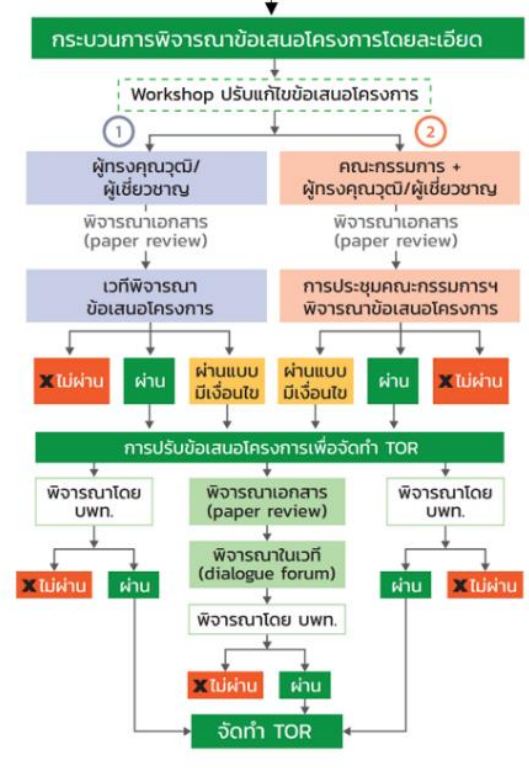 กระบวนการพิจารณาข้อเสนอโครงการโดยละเอียด
Workshop ปรับแก้ไขข้อเสนอโครงการ
1
2
ผู้ทรงคุณวุฒิ/
ผู้เชี่ยวชาญ
คณะกรรมการ +
ผู้ทรงคุณวุฒิ/ผู้เชี่ยวชาญ
พิจารณาเอกสาร
(paper review)
พิจารณาเอกสาร
(paper review)
เวทีพิจารณา
ข้อเสนอโครงการ
การประชุมคณะกรรมการฯ
พิจารณาข้อเสนอโครงการ
✘ไม่ผ่าน
ผ่าน
ผ่านแบบ
มีเงื่อนไข
ผ่านแบบ
มีเงื่อนไข
ผ่าน
✘ไม่ผ่าน
การปรับข้อเสนอโครงการเพื่อจัดทำ TOR
พิจารณาโดย
บพท.
พิจารณาเอกสาร
(paper review)
พิจารณาโดย
บพท.
พิจารณาในเวที
(dialogue forum)
✘ไม่ผ่าน
ผ่าน
ผ่าน
✘ไม่ผ่าน
พิจารณาโดย บพท.
✘ไม่ผ่าน
ผ่าน
จัดทำ TOR